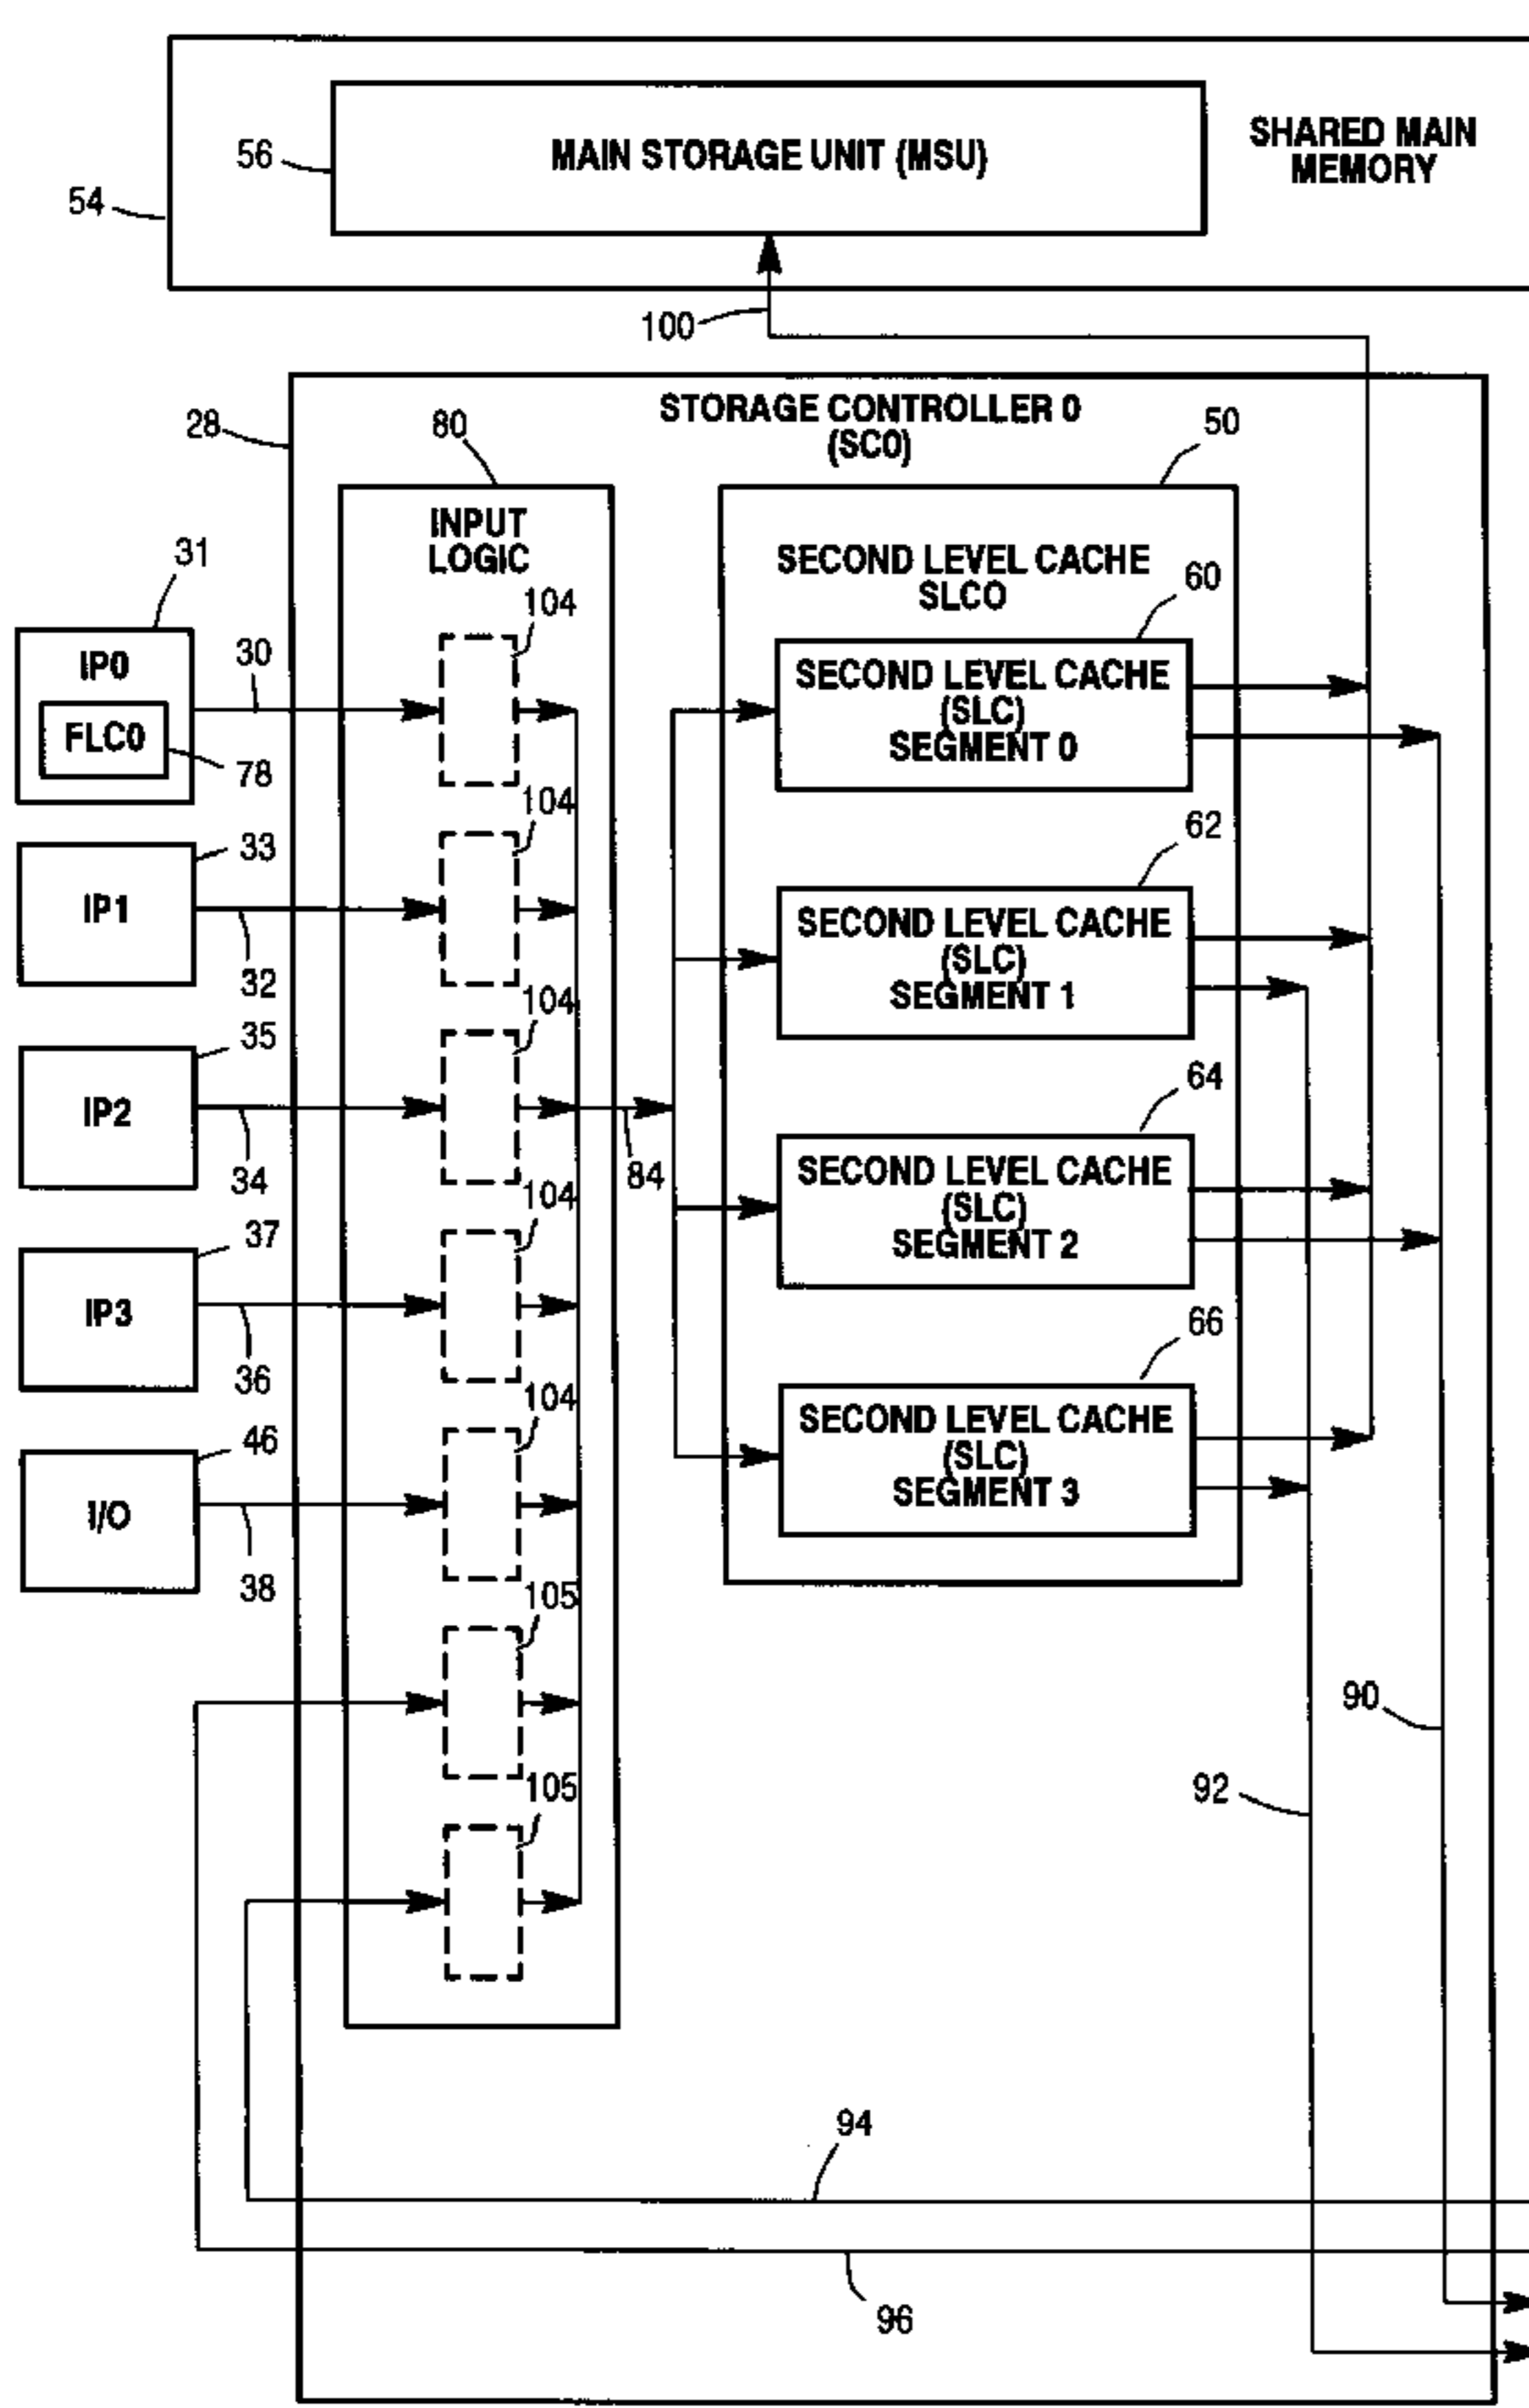 MAIN STORAGE UNIT (MSU)
SHARED MAIN
MEMORY
56
54
100
STORAGE CONTROLLER 0
(SC0)
28
80
50
INPUT
LOGIC
SECOND LEVEL CACHE
SLCO
31
IP0
FLC0
78
30
104
60
SECOND LEVEL CACHE
(SLC)
SEGMENT 0
33
IP1
32
104
62
SECOND LEVEL CACHE
(SLC)
SEGMENT 1
35
IP2
34
104
84
64
SECOND LEVEL CACHE
(SLC)
SEGMENT 2
37
IP3
36
104
66
SECOND LEVEL CACHE
(SLC)
SEGMENT 3
46
I/O
38
104
105
105
90
92
94
96